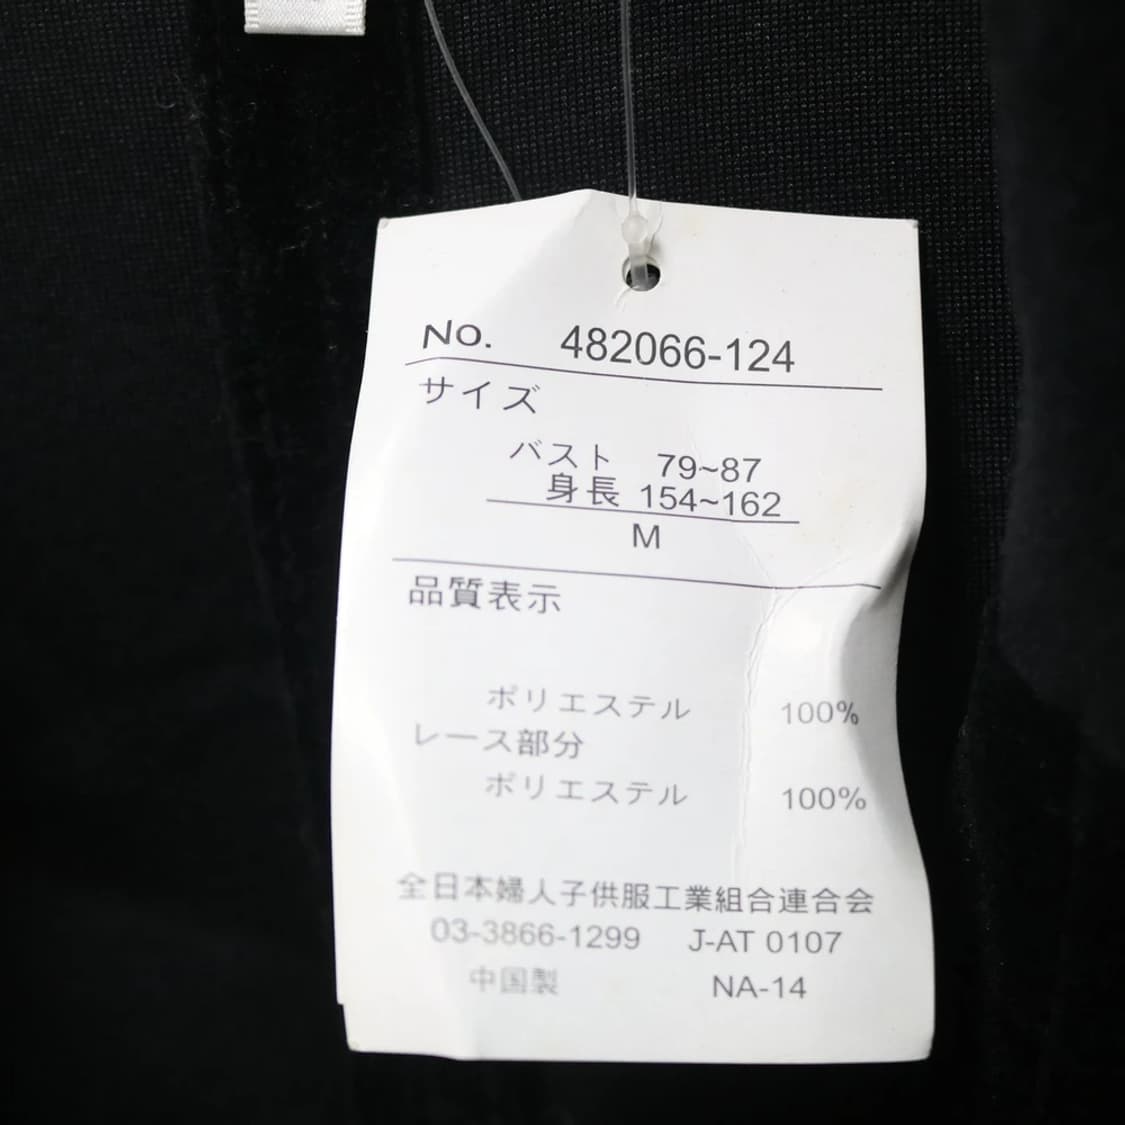 No. 482066-124
サイズ
バスト 79~87
身長 154~162
M
品質表示
ポリエステル 100%
レース部分
ポリエステル 100%
全日本婦人子供服工業組合連合会
03-3866-1299 J-AT 0107
中国製 NA-14